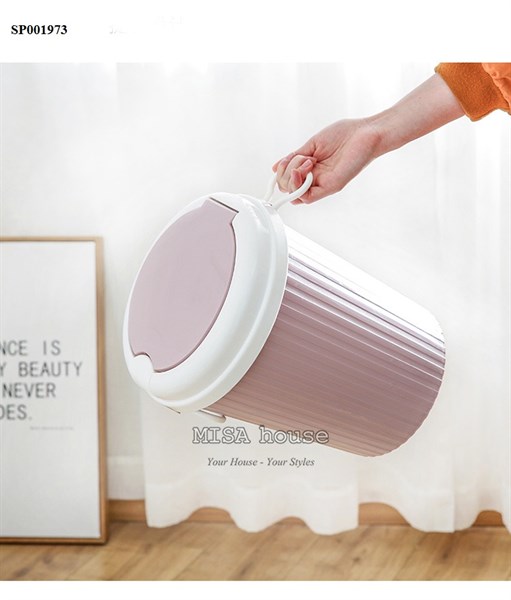 SP001973
NCE IS
Y BEAUTY
NEVER
OES.
MISA house
Your House - Your Styles